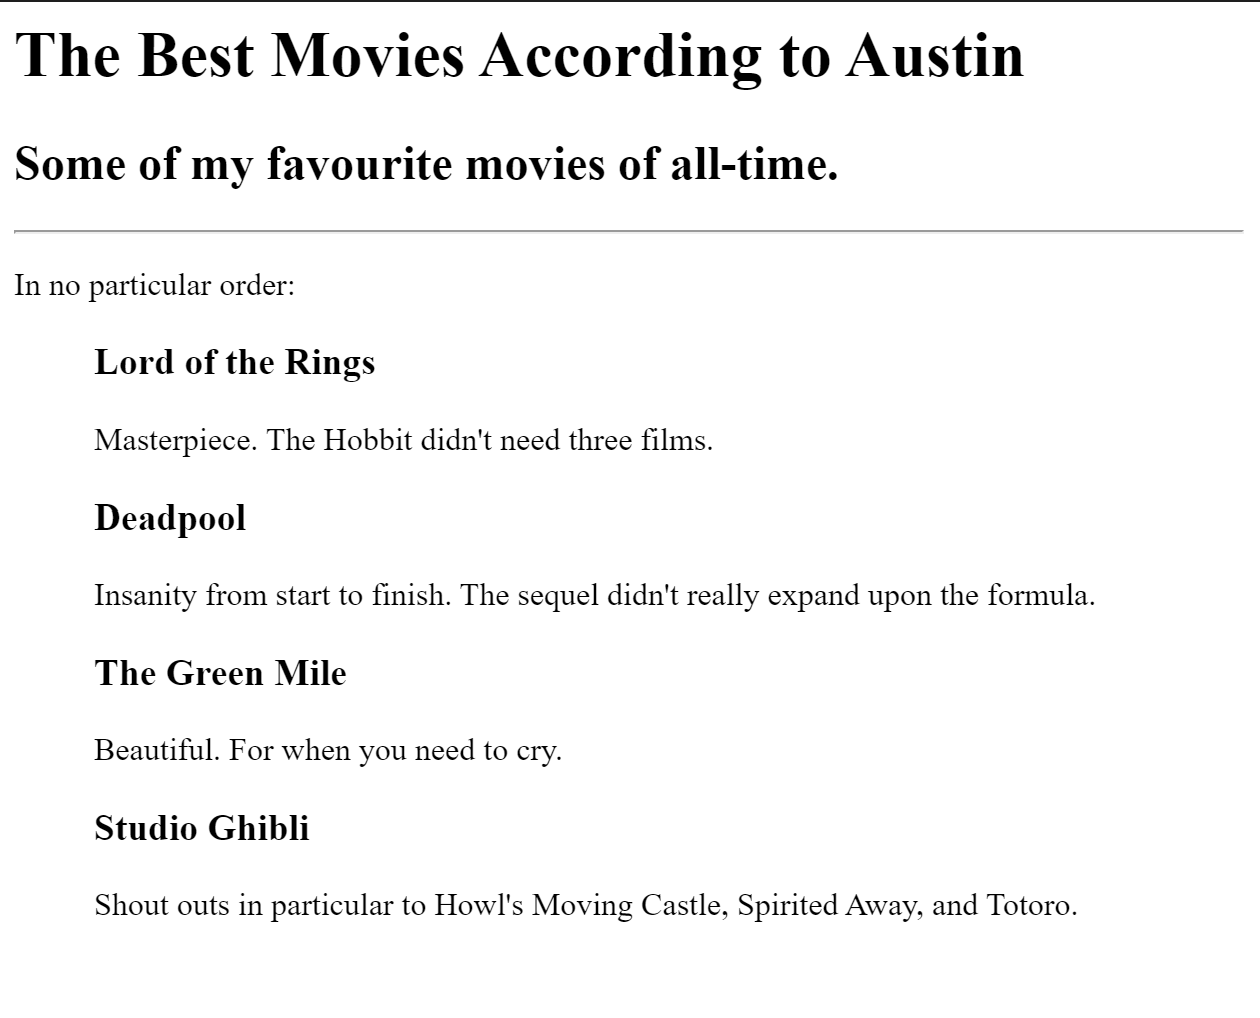 The Best Movies According to Austin
Some of my favourite movies of all-time.
In no particular order:
Lord of the Rings
Masterpiece. The Hobbit didn't need three films.
Deadpool
Insanity from start to finish. The sequel didn't really expand upon the formula.
The Green Mile
Beautiful. For when you need to cry.
Studio Ghibli
Shout outs in particular to Howl's Moving Castle, Spirited Away, and Totoro.